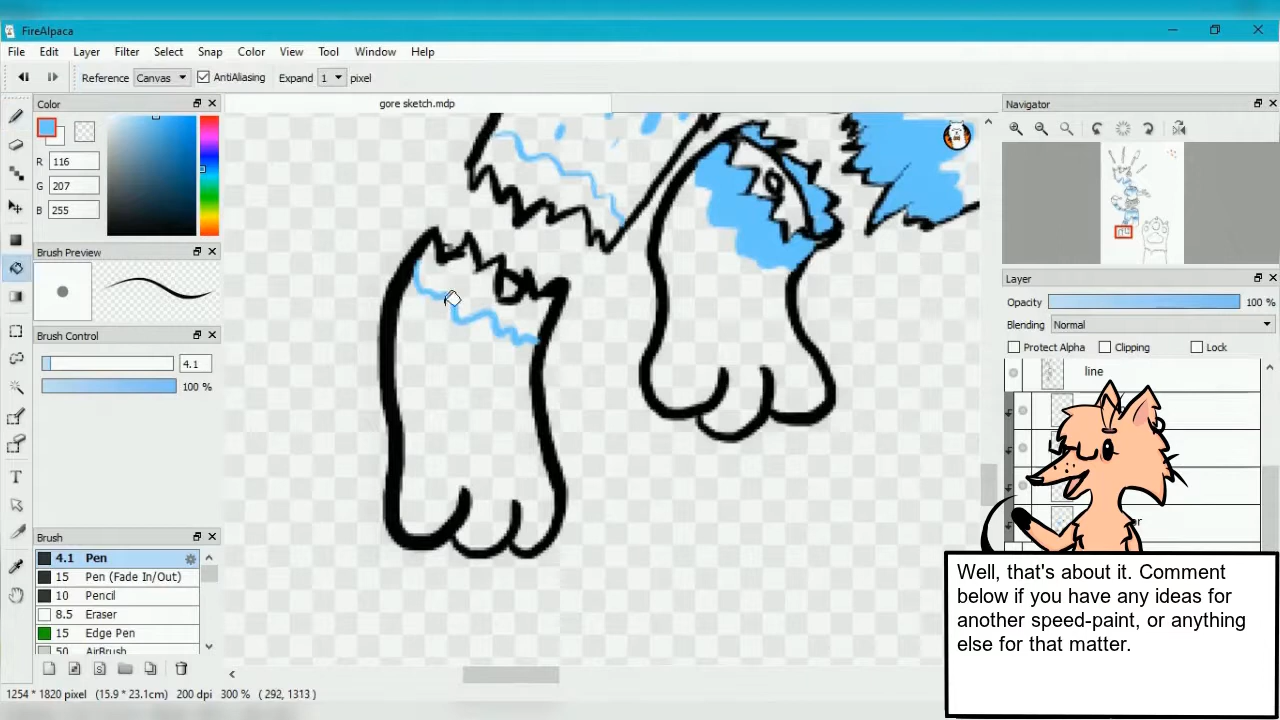 FireAlpaca
File Edit Layer Filter Select Snap Color View Tool Window Help
Reference Canvas AntiAliasing Expand 1 pixel
Color
gore sketch.mdp
Navigator
R 116
G 207
B 255
Brush Preview
Layer
Opacity 100 %
Blending Normal
Protect Alpha Clipping Lock
Brush Control
4.1
100 %
line
Brush
4.1 Pen
15 Pen (Fade In/Out)
10 Pencil
8.5 Eraser
15 Edge Pen
50 AirBrush
1254 * 1820 pixel (15.9 * 23.1cm) 200 dpi 300 % ( 292, 1313 )
Well, that's about it. Comment
below if you have any ideas for
another speed-paint, or anything
else for that matter.